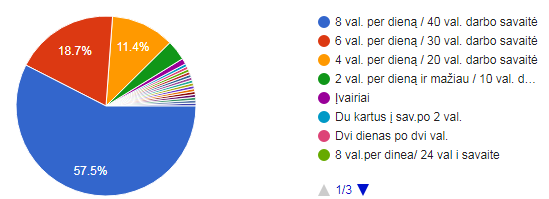 18.7%
11.4%
57.5%
8 val. per dieną / 40 val. darbo savaitė
6 val. per dieną / 30 val. darbo savaitė
4 val. per dieną / 20 val. darbo savaitė
2 val. per dieną ir mažiau / 10 val. d…
Įvairiai
Du kartus į sav.po 2 val.
Dvi dienas po dvi val.
8 val.per dinea/ 24 val i savaite
1/3